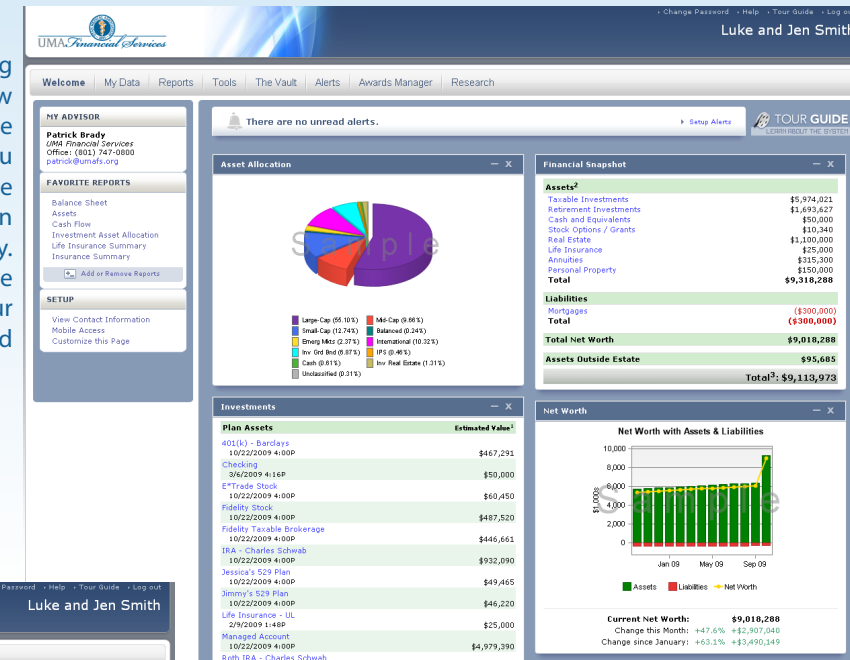 g
w
e
u
e
n
y.
e
ur
d
UMA Financial Services
Change Password Help Tour Guide Log o
Luke and Jen Smith
Welcome My Data Reports Tools The Vault Alerts Awards Manager Research
MY ADVISOR
Patrick Brady
UMA Financial Services
Office: (801) 747-0800
patrick@umafs.org
FAVORITE REPORTS
Balance Sheet
Assets
Cash Flow
Investment Asset Allocation
Life Insurance Summary
Insurance Summary
Add or Remove Reports
SETUP
View Contact Information
Mobile Access
Customize this Page
There are no unread alerts.
Setup Alerts
TOUR GUIDE
LEARN ABOUT THE SYSTEM
Asset Allocation
Sample
Large-Cap (55.10%) Mid-Cap (9.66%)
Small-Cap (12.74%) Balanced (0.24%)
Emerg Mkts (2.37%) International (10.32%)
Inv Grd Bnd (6.87%) IPS (0.46%)
Cash (0.61%) Inv Real Estate (1.31%)
Unclassified (0.31%)
Financial Snapshot
Assets2
Taxable Investments $5,974,021
Retirement Investments $1,693,627
Cash and Equivalents $50,000
Stock Options / Grants $10,340
Real Estate $1,100,000
Life Insurance $25,000
Annuities $315,300
Personal Property $150,000
Total $9,318,288
Liabilities
Mortgages ($300,000)
Total ($300,000)
Total Net Worth $9,018,288
Assets Outside Estate $95,685
Total3: $9,113,973
Investments
Plan Assets Estimated Value1
401(k) - Barclays
10/22/2009 4:00P $467,291
Checking
3/6/2009 4:16P $50,000
E*Trade Stock
10/22/2009 4:00P $60,450
Fidelity Stock
10/22/2009 4:00P $487,520
Fidelity Taxable Brokerage
10/22/2009 4:00P $446,661
IRA - Charles Schwab
10/22/2009 4:00P $932,090
Jessica's 529 Plan
10/22/2009 4:00P $49,465
Jimmy's 529 Plan
10/22/2009 4:00P $46,220
Life Insurance - UL
2/9/2009 1:48P $25,000
Managed Account
10/22/2009 4:00P $4,979,390
Roth IRA - Charles Schwab
Net Worth
Net Worth with Assets & Liabilities
10,000
8,000
6,000
4,000
2,000
0
$1,000s
Sample
Jan 09 May 09 Sep 09
Assets Liabilities Net Worth
Current Net Worth: $9,018,288
Change this Month: +47.6% +$2,907,040
Change since January: +63.1% +$3,490,149
Password Help Tour Guide Log out
Luke and Jen Smith